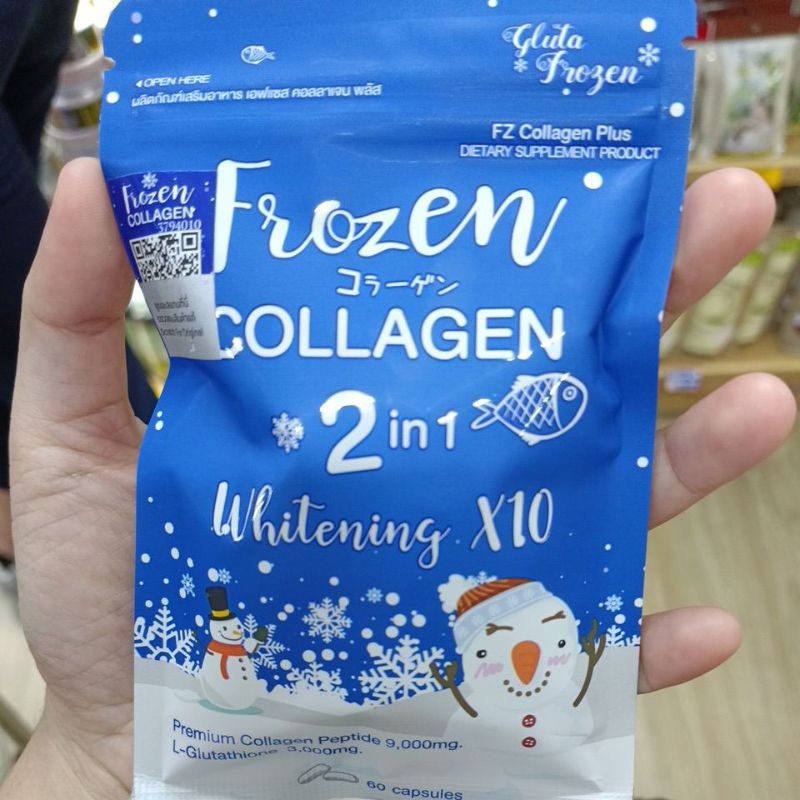 Gluta
Frozen
◄OPEN HERE
ผลิตภัณฑ์เสริมอาหาร เอฟแซส คอลลาเจน พลัส
FZ Collagen Plus
DIETARY SUPPLEMENT PRODUCT
Frozen
COLLAGEN
3794010
Frozen
コラーゲン
COLLAGEN
2 in 1
Whitening X10
Premium Collagen Peptide 9,000mg.
L-Glutathione 3,000mg.
60 capsules